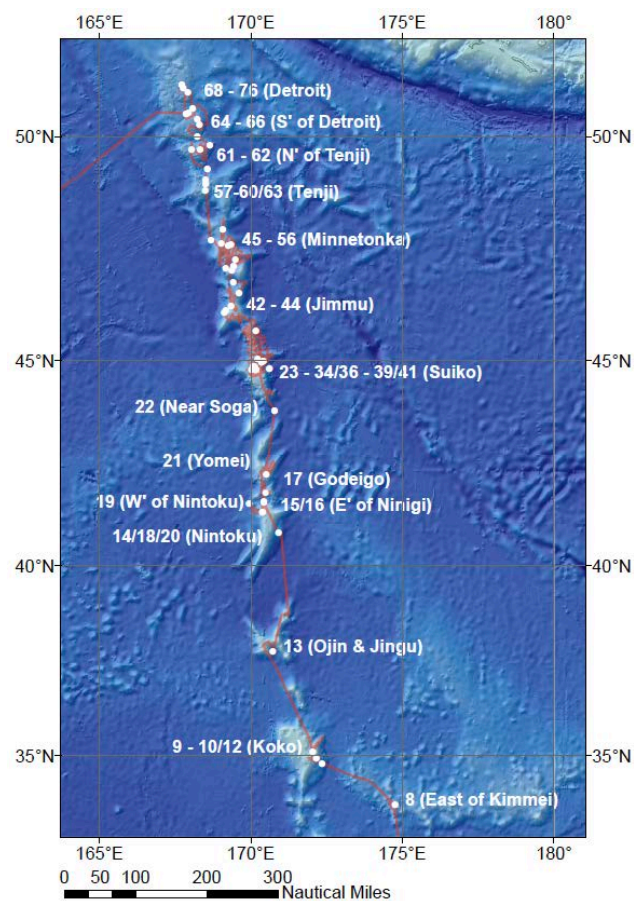 165°E 170°E 175°E 180°
68 - 76 (Detroit)
64 - 66 (S' of Detroit)
50°N 50°N
61 - 62 (N' of Tenji)
57-60/63 (Tenji)
45 - 56 (Minnetonka)
42 - 44 (Jimmu)
45°N 45°N
23 - 34/36 - 39/41 (Suiko)
22 (Near Soga)
21 (Yomei)
17 (Godeigo)
19 (W' of Nintoku) 15/16 (E' of Ninigi)
14/18/20 (Nintoku)
40°N 40°N
13 (Ojin & Jingu)
9 - 10/12 (Koko)
35°N 35°N
8 (East of Kimmei)
165°E 170°E 175°E 180°
0 50 100 200 300
Nautical Miles